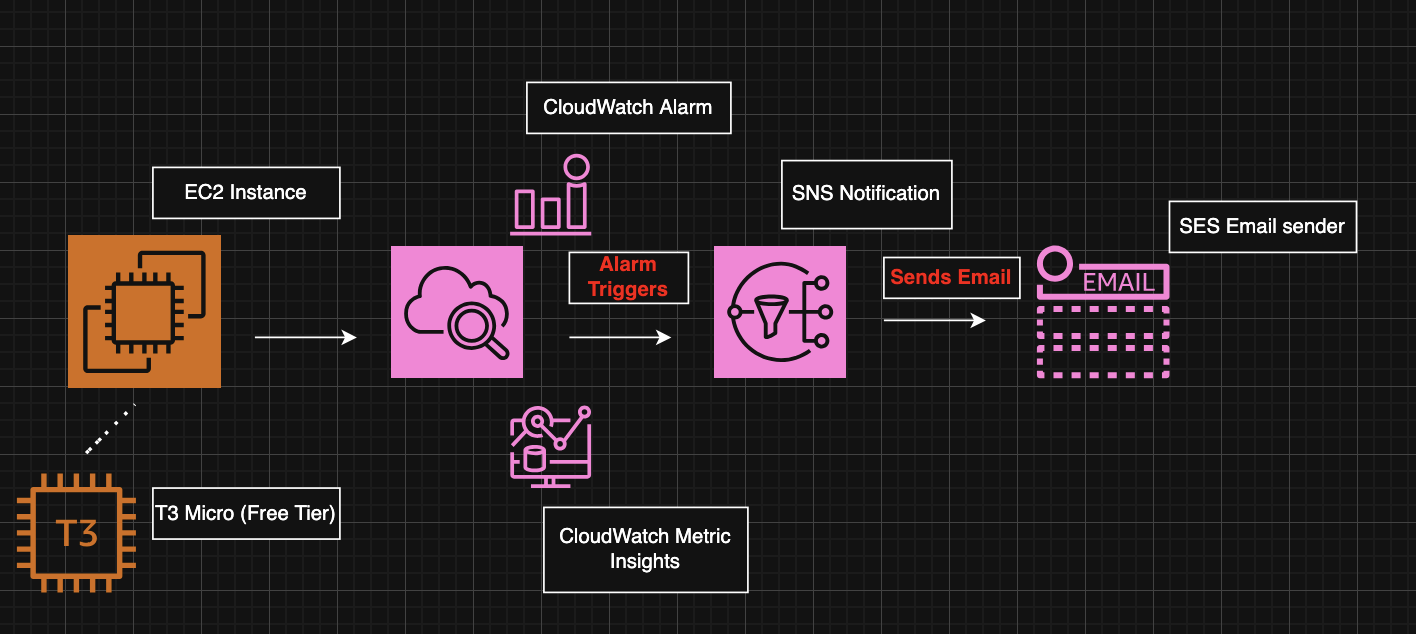 CloudWatch Alarm
EC2 Instance
SNS Notification
SES Email sender
Alarm
Triggers
Sends Email
EMAIL
T3
T3 Micro (Free Tier)
CloudWatch Metric
Insights